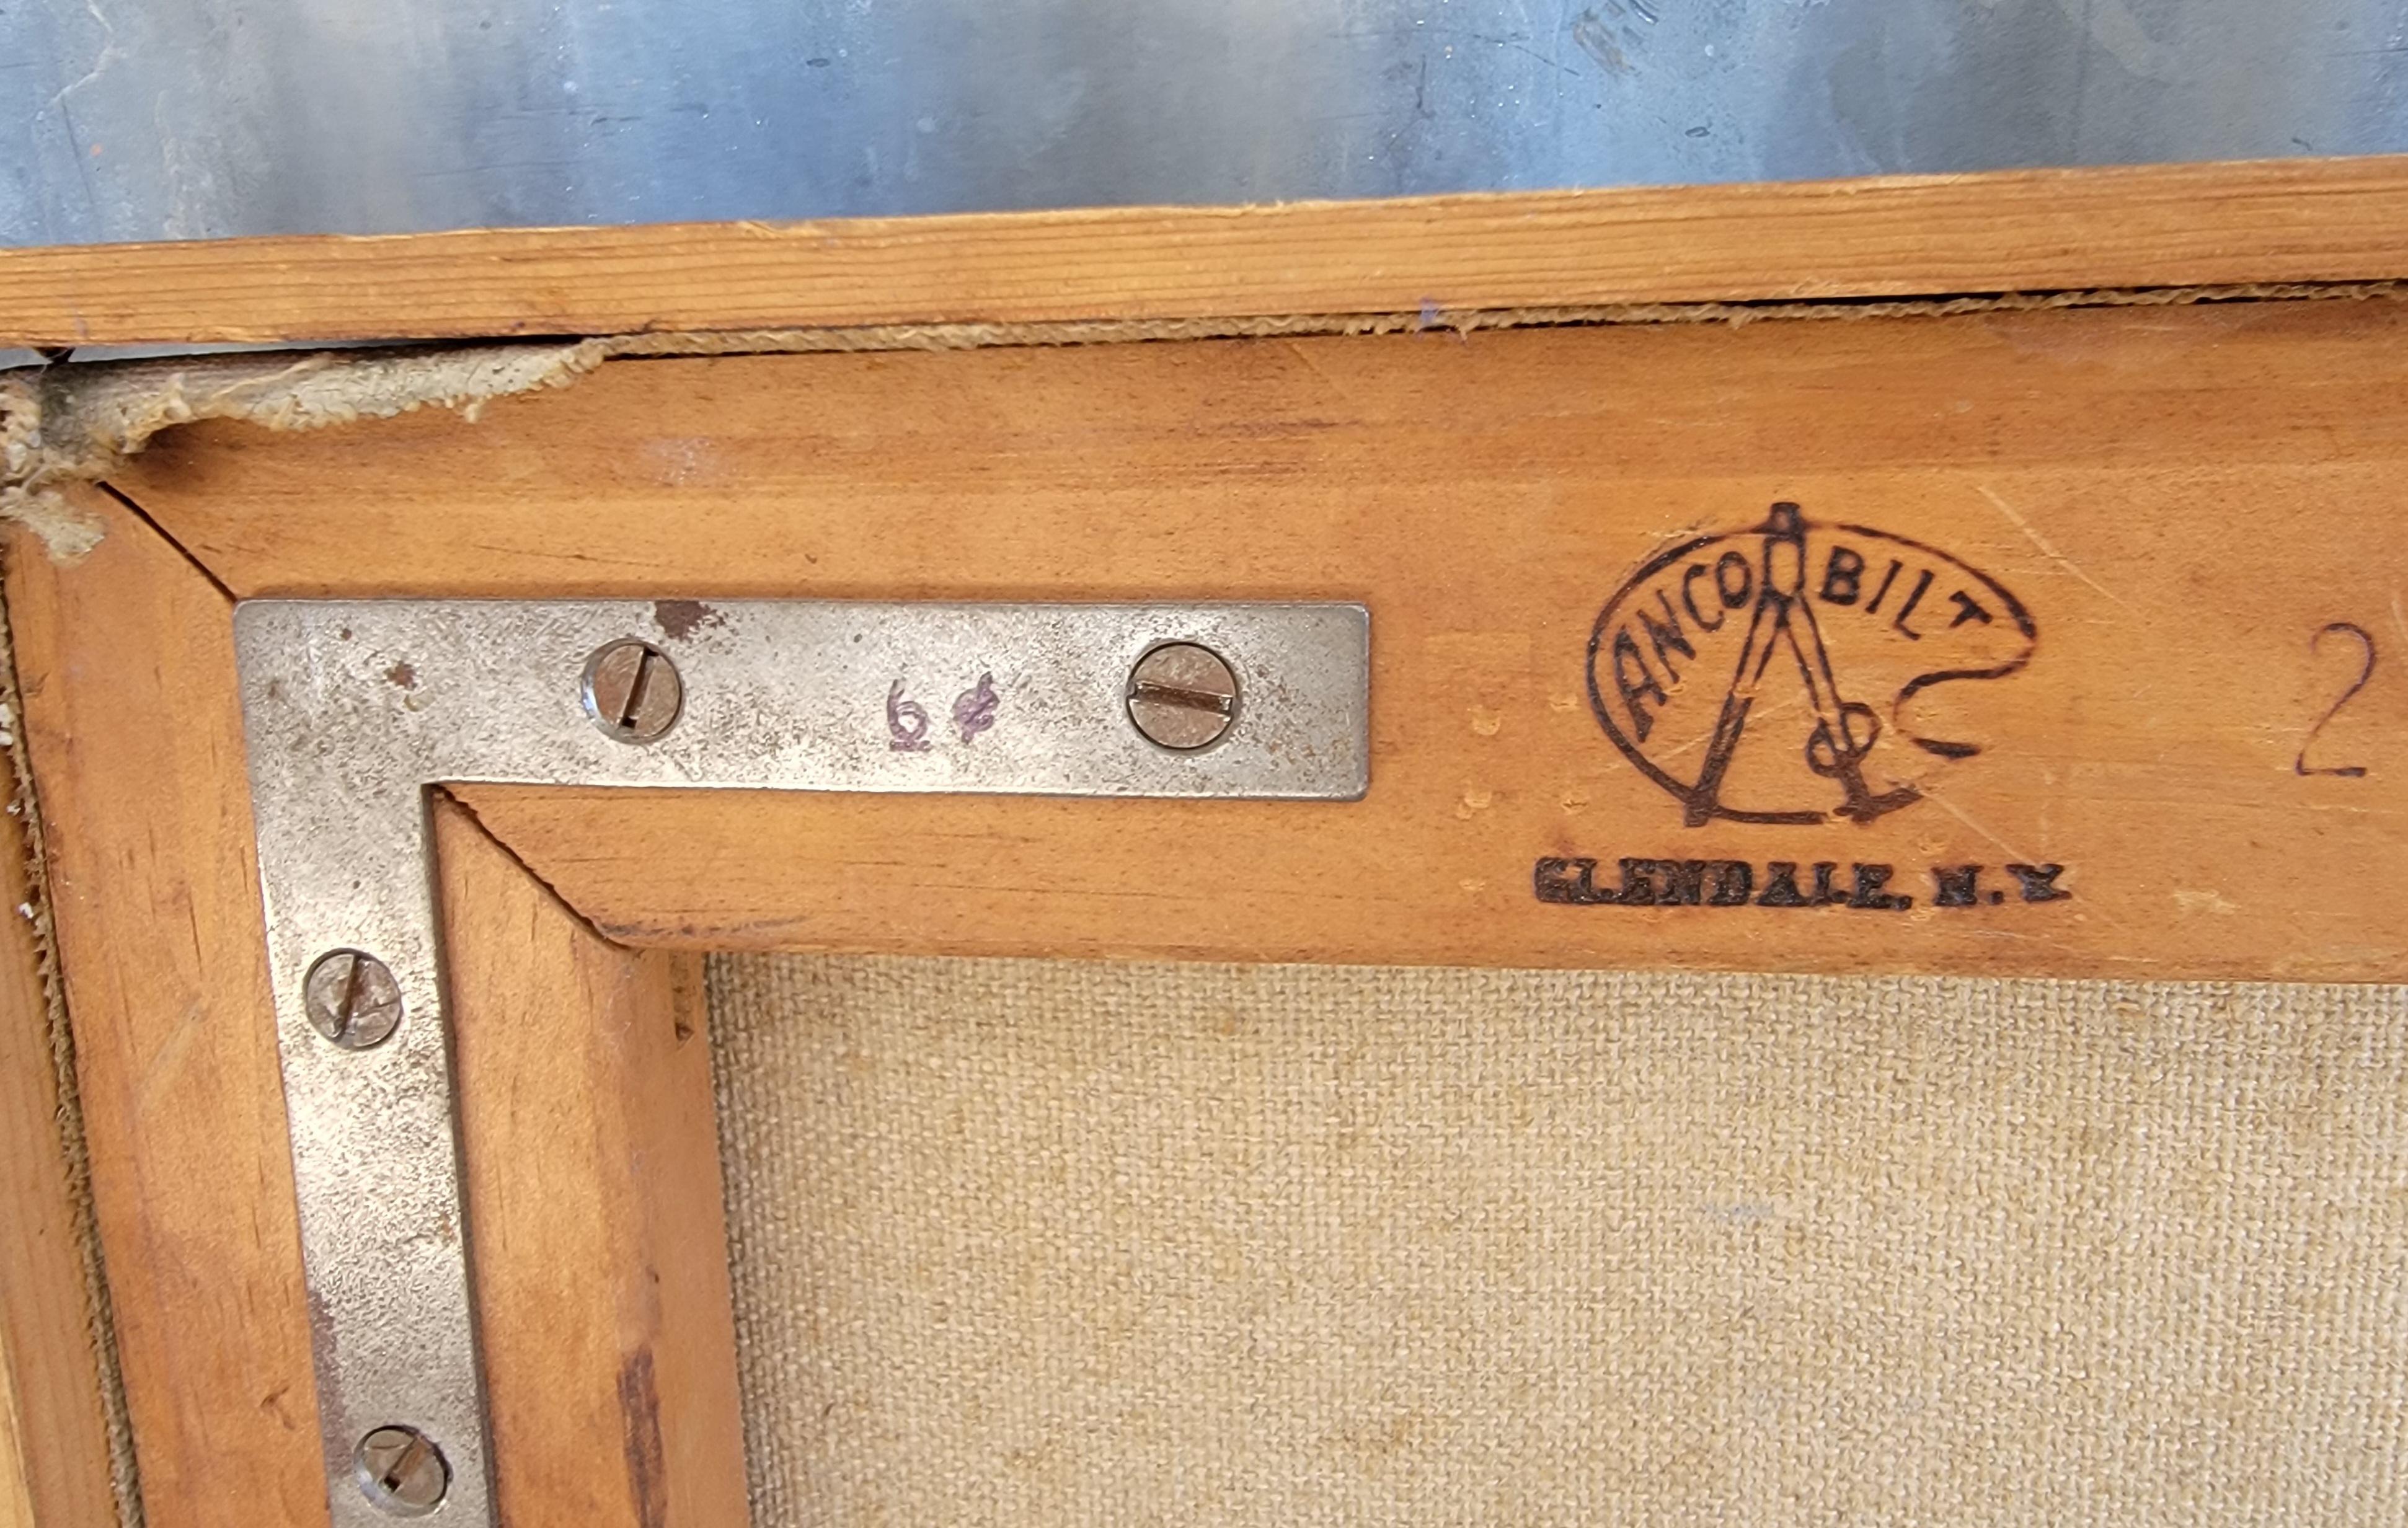 ANCO BILT
GLENDALE, N.Y.
2
6¢